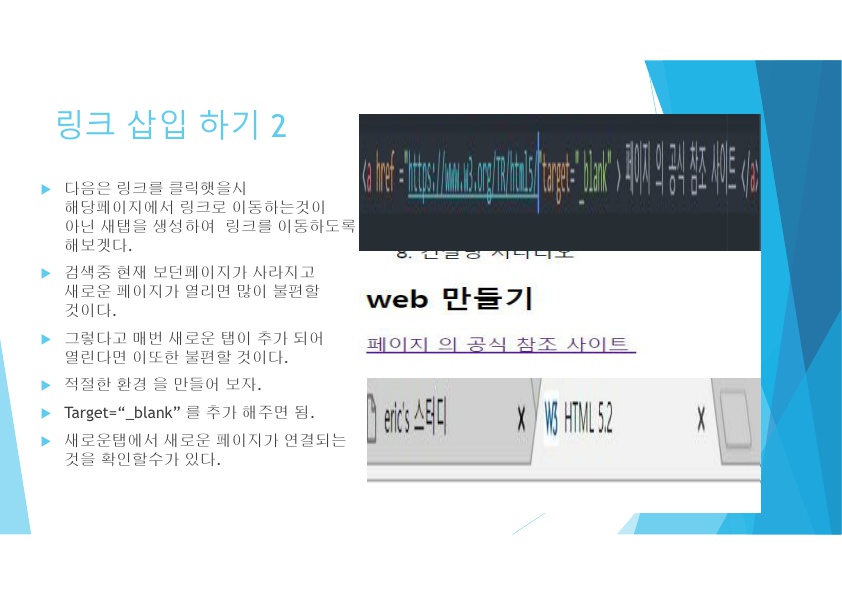 링크 삽입 하기 2
다음은 링크를 클릭햇을시
해당페이지에서 링크로 이동하는것이
아닌 새탭을 생성하여 링크를 이동하도록
해보겟다.
검색중 현재 보던페이지가 사라지고
새로운 페이지가 열리면 많이 불편할
것이다.
그렇다고 매번 새로운 탭이 추가 되어
열린다면 이또한 불편할 것이다.
적절한 환경 을 만들어 보자.
Target=“_blank” 를 추가 해주면 됨.
새로운탭에서 새로운 페이지가 연결되는
것을 확인할수가 있다.
<a href ="https://www.w3.org/TR/html5/"target="_blank" > 페이지 의 공식 참조 사이트 </a>
8.
web 만들기
페이지 의 공식 참조 사이트
eric's 스터디 x W3 HTML 5.2 x